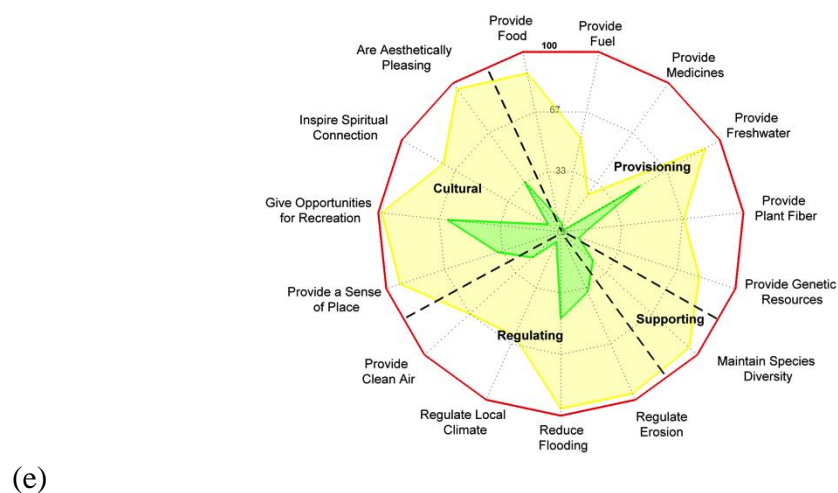 Provide
Food
100
Provide
Fuel
Are Aesthetically
Pleasing
Provide
Medicines
67
Inspire Spiritual
Connection
Provide
Freshwater
33
Provisioning
Cultural
Give Opportunities
for Recreation
Provide
Plant Fiber
Provide a Sense
of Place
Provide Genetic
Resources
Supporting
Regulating
Provide
Clean Air
Maintain Species
Diversity
Regulate Local
Climate
Reduce
Flooding
Regulate
Erosion
(e)